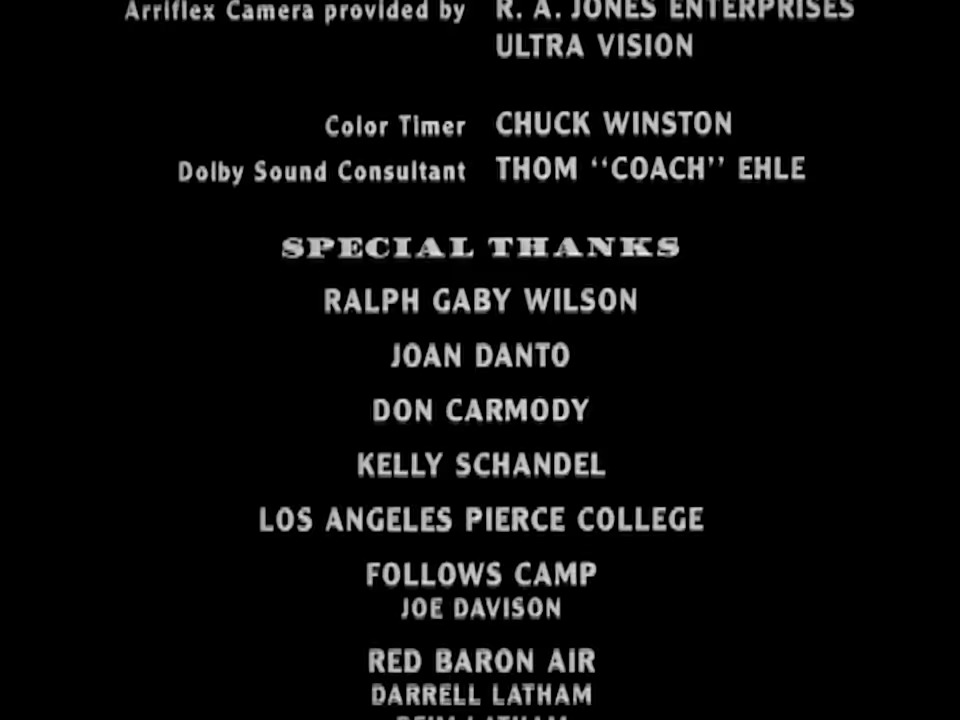 Arriflex Camera provided by R. A. JONES ENTERPRISES
ULTRA VISION
Color Timer CHUCK WINSTON
Dolby Sound Consultant THOM "COACH" EHLE
SPECIAL THANKS
RALPH GABY WILSON
JOAN DANTO
DON CARMODY
KELLY SCHANDEL
LOS ANGELES PIERCE COLLEGE
FOLLOWS CAMP
JOE DAVISON
RED BARON AIR
DARRELL LATHAM
LATHAM